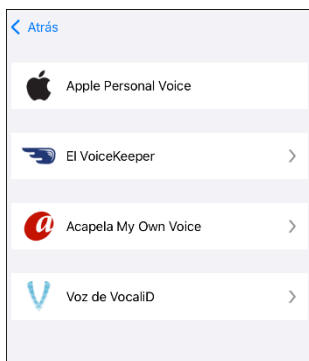 Atrás
Apple Personal Voice
El VoiceKeeper
Acapela My Own Voice
Voz de VocaliD